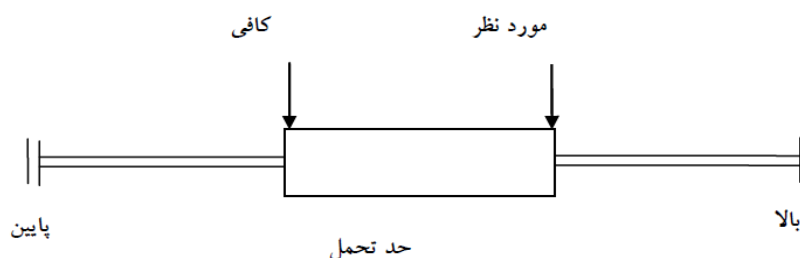 مورد نظر
کافی
بالا
پایین
حد تحمل